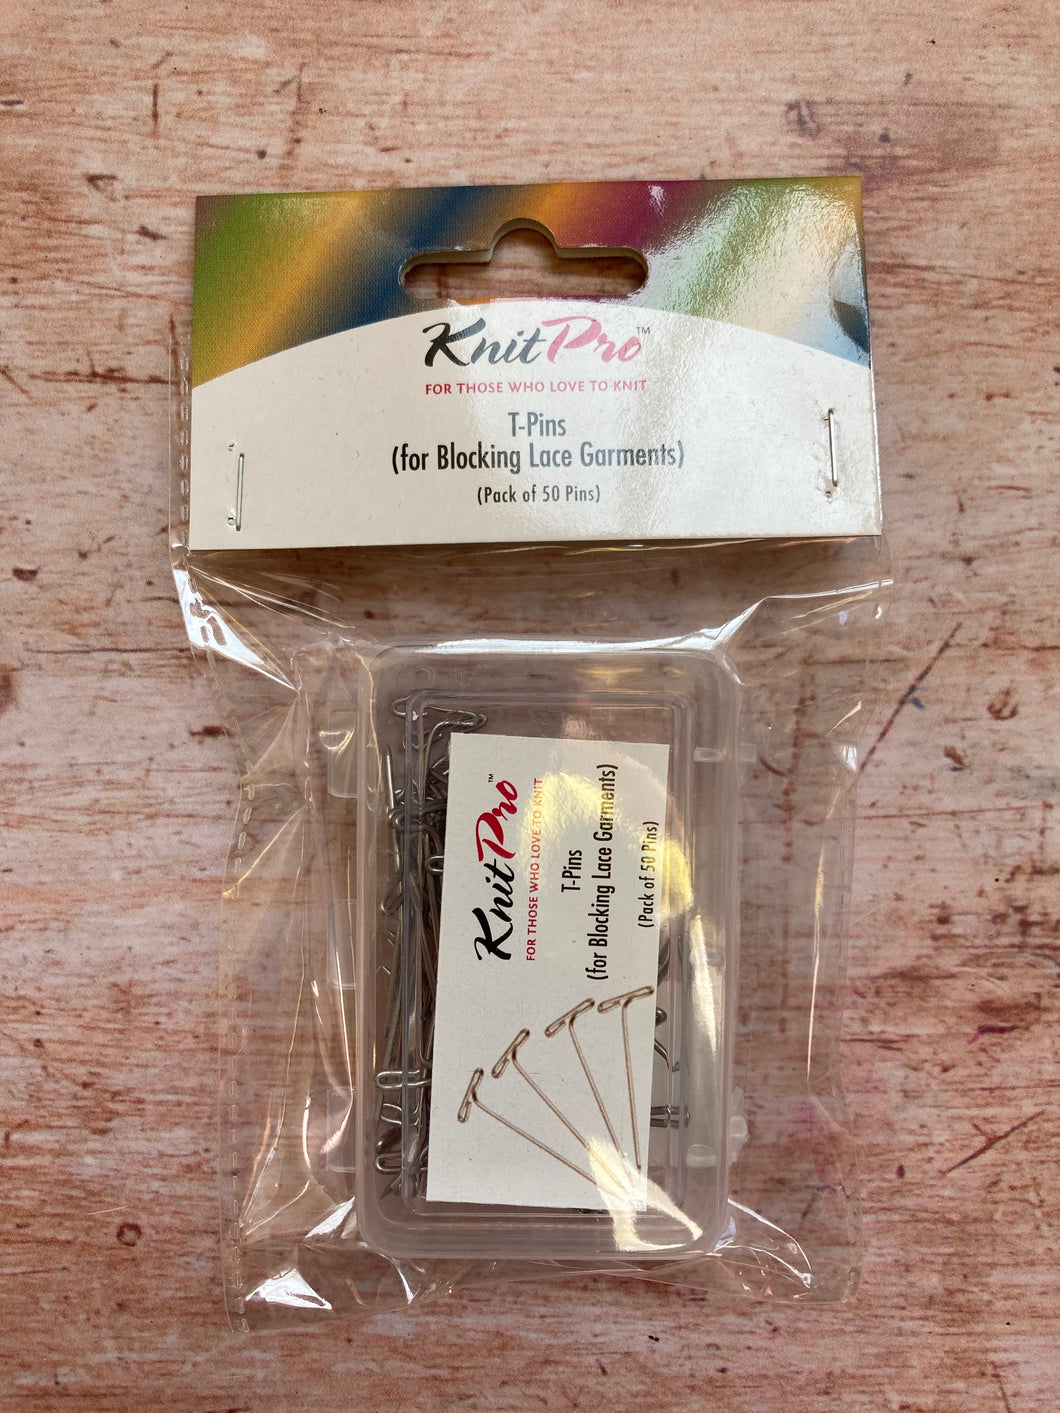 KnitPro™
FOR THOSE WHO LOVE TO KNIT
T-Pins
(for Blocking Lace Garments)
(Pack of 50 Pins)
KnitPro™
FOR THOSE WHO LOVE TO KNIT
T-Pins
(for Blocking Lace Garments)
(Pack of 50 Pins)